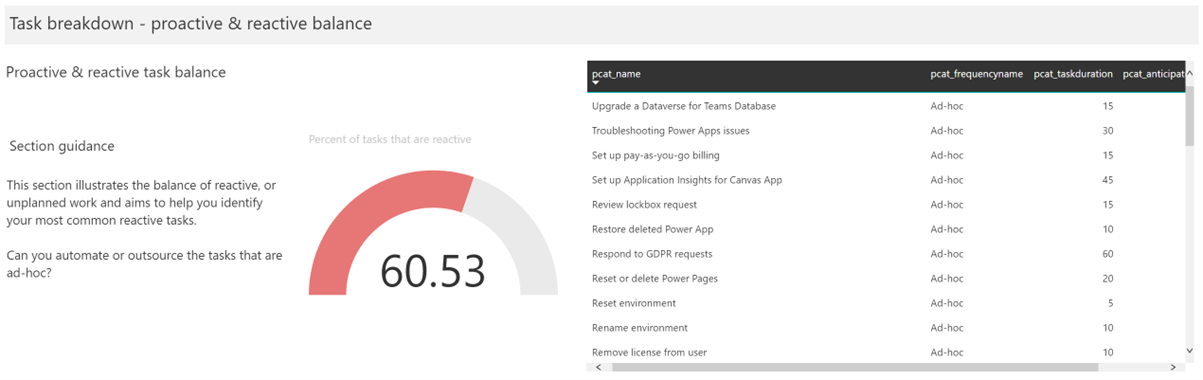 Task breakdown - proactive & reactive balance
Proactive & reactive task balance
Section guidance
This section illustrates the balance of reactive, or
unplanned work and aims to help you identify
your most common reactive tasks.
Can you automate or outsource the tasks that are
ad-hoc?
Percent of tasks that are reactive
60.53
pcat_name pcat_frequencyname pcat_taskduration pcat_anticipat
Upgrade a Dataverse for Teams Database Ad-hoc 15
Troubleshooting Power Apps issues Ad-hoc 30
Set up pay-as-you-go billing Ad-hoc 15
Set up Application Insights for Canvas App Ad-hoc 45
Review lockbox request Ad-hoc 15
Restore deleted Power App Ad-hoc 10
Respond to GDPR requests Ad-hoc 60
Reset or delete Power Pages Ad-hoc 20
Reset environment Ad-hoc 5
Rename environment Ad-hoc 10
Remove license from user Ad-hoc 10